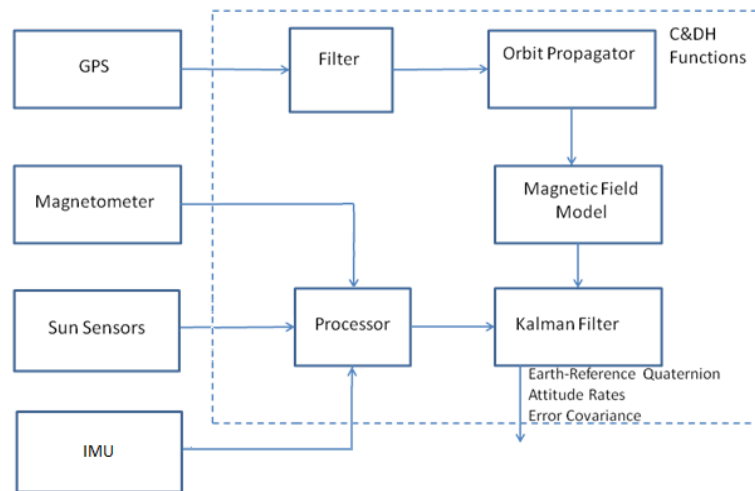 GPS
Filter
Orbit Propagator
C&DH
Functions
Magnetometer
Magnetic Field
Model
Sun Sensors
Processor
Kalman Filter
Earth-Reference Quaternion
Attitude Rates
Error Covariance
IMU